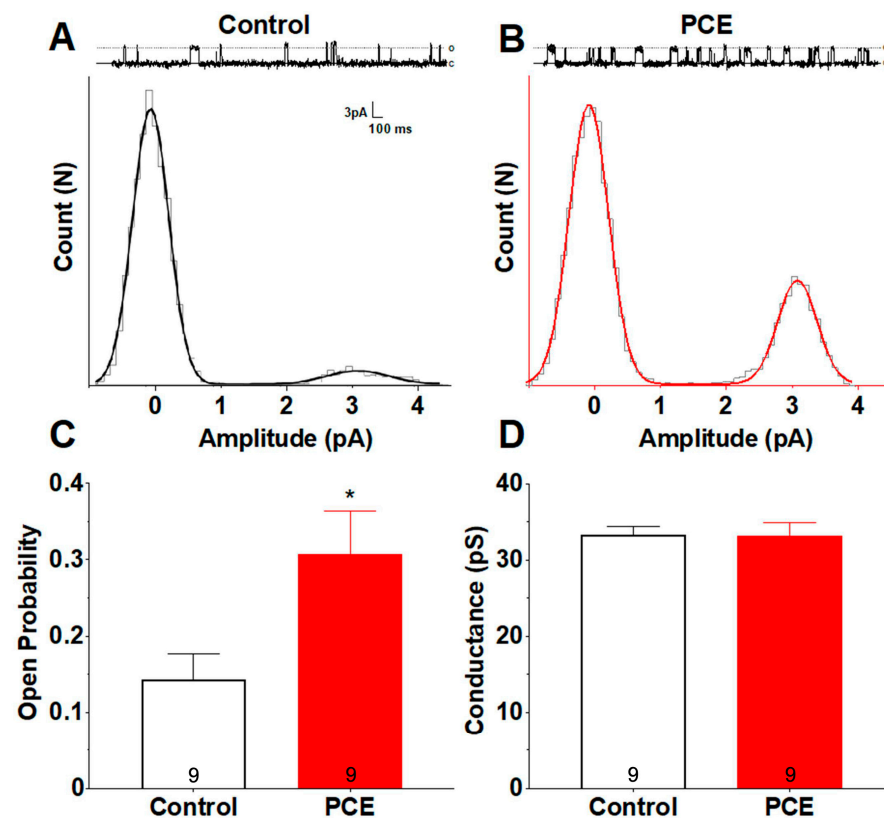 A
Control
o
c
3pA
100 ms
Count (N)
0
1
2
3
4
Amplitude (pA)
B
PCE
o
c
Count (N)
0
1
2
3
4
Amplitude (pA)
C
Open Probability
0.4
0.3
0.2
0.1
0
*
9
9
Control
PCE
D
Conductance (pS)
40
30
20
10
0
9
9
Control
PCE